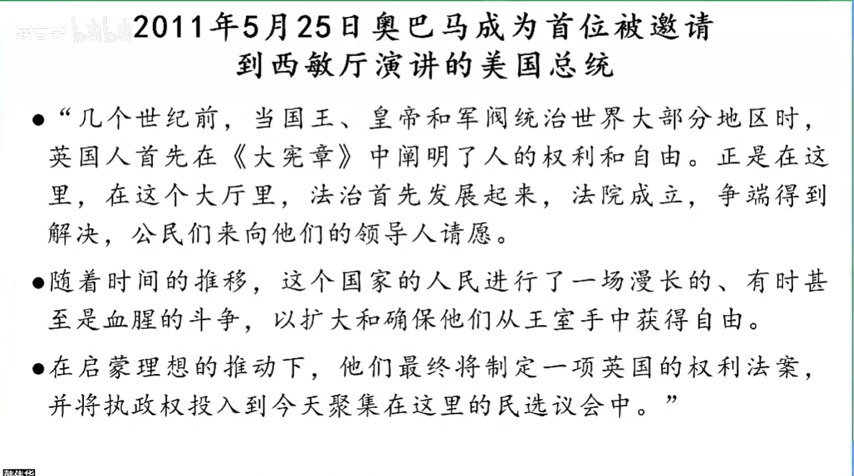 2011年5月25日奥巴马成为首位被邀请
到西敏厅演讲的美国总统
●“几个世纪前，当国王、皇帝和军阀统治世界大部分地区时，
英国人首先在《大宪章》中阐明了人的权利和自由。正是在这
里，在这个大厅里，法治首先发展起来，法院成立，争端得到
解决，公民们来向他们的领导人请愿。
●随着时间的推移，这个国家的人民进行了一场漫长的、有时甚
至是血腥的斗争，以扩大和确保他们从王室手中获得自由。
●在启蒙理想的推动下，他们最终将制定一项英国的权利法案，
并将执政权投入到今天聚集在这里的民选议会中。”